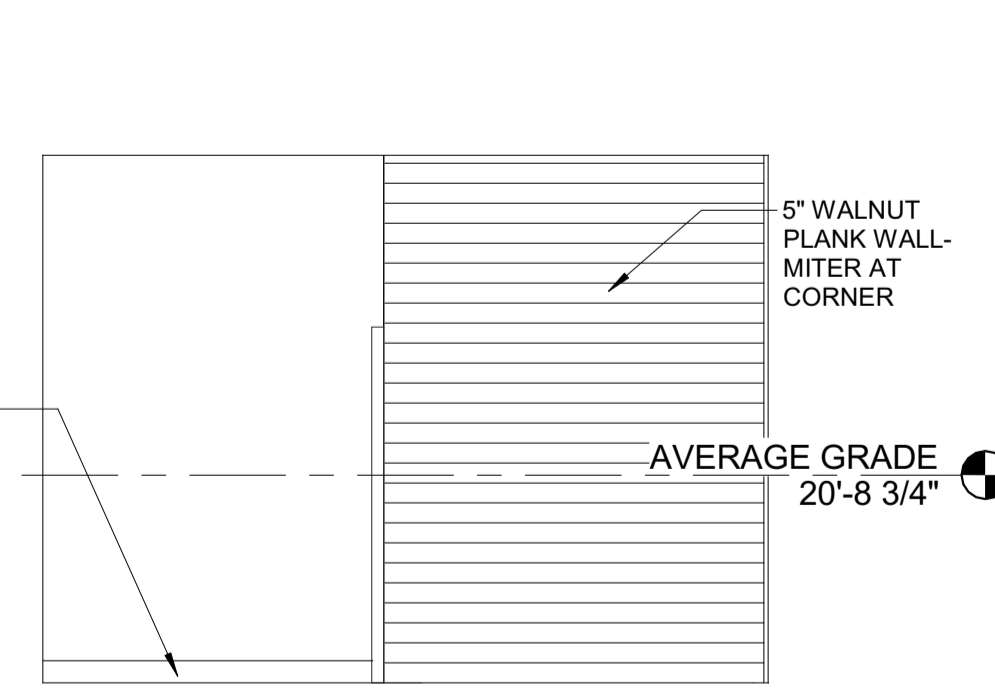 5" WALNUT
PLANK WALL-
MITER AT
CORNER
AVERAGE GRADE
20'-8 3/4"